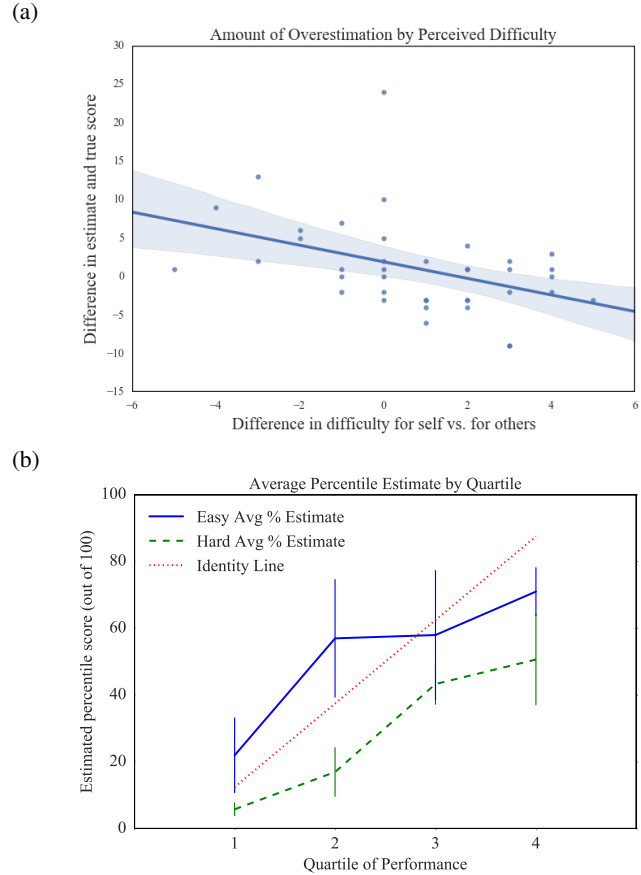 (a)
Amount of Overestimation by Perceived Difficulty
30
25
20
15
10
5
0
−5
−10
−15
Difference in estimate and true score
−6 −4 −2 0 2 4 6
Difference in difficulty for self vs. for others
(b)
Average Percentile Estimate by Quartile
100
80
60
40
20
0
Estimated percentile score (out of 100)
Easy Avg % Estimate
Hard Avg % Estimate
Identity Line
1 2 3 4
Quartile of Performance